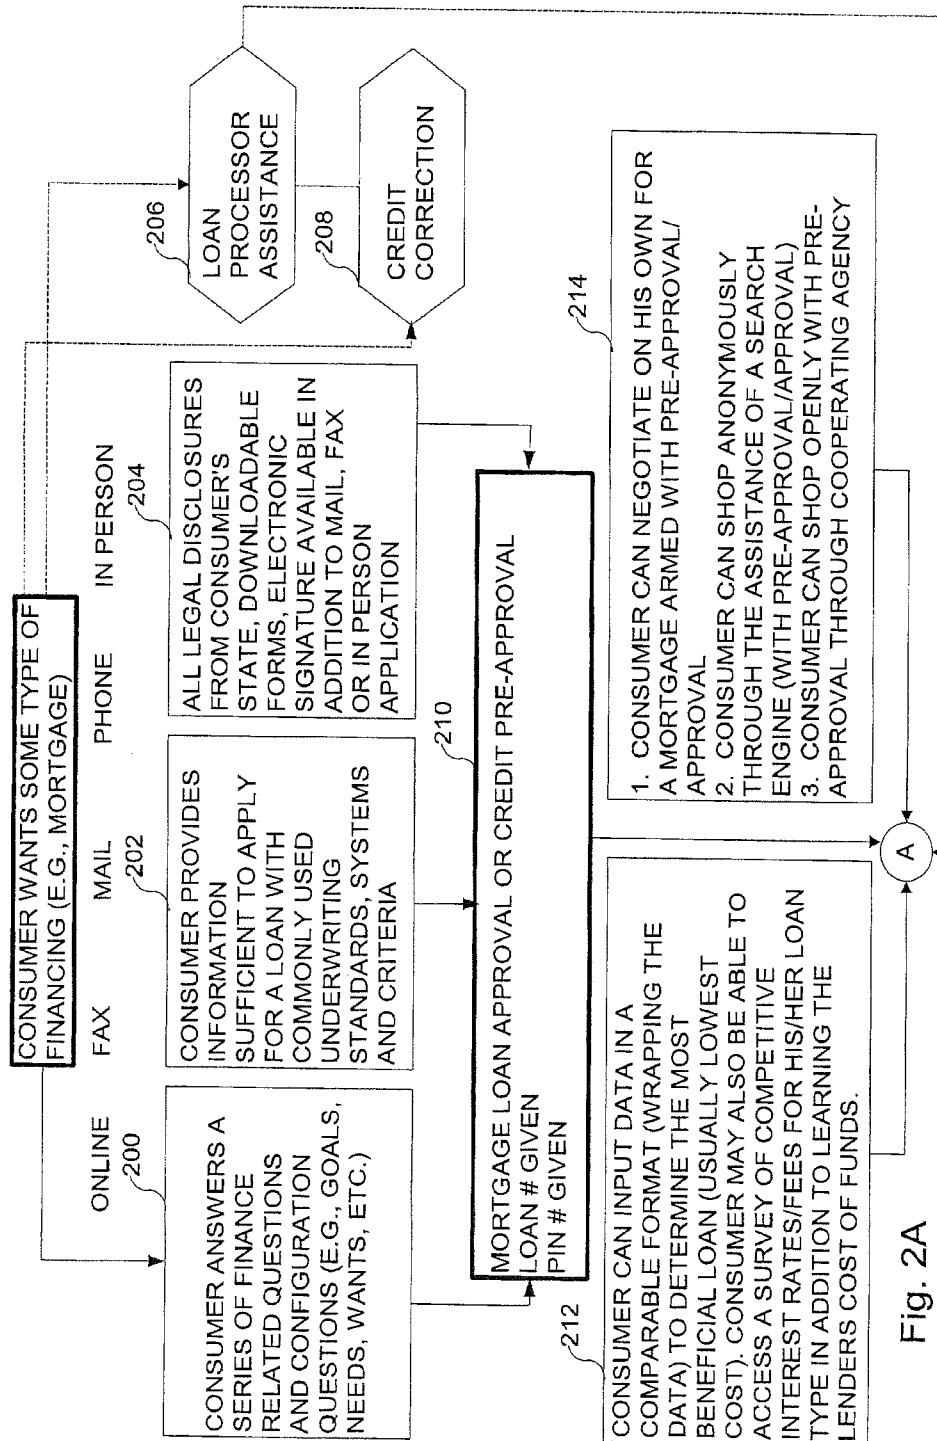 CONSUMER WANTS SOME TYPE OF
FINANCING (E.G., MORTGAGE)
ONLINE FAX MAIL PHONE IN PERSON
200
CONSUMER ANSWERS A
SERIES OF FINANCE
RELATED QUESTIONS
AND CONFIGURATION
QUESTIONS (E.G., GOALS,
NEEDS, WANTS, ETC.)
202
CONSUMER PROVIDES
INFORMATION
SUFFICIENT TO APPLY
FOR A LOAN WITH
COMMONLY USED
UNDERWRITING
STANDARDS, SYSTEMS
AND CRITERIA
204
ALL LEGAL DISCLOSURES
FROM CONSUMER'S
STATE, DOWNLOADABLE
FORMS, ELECTRONIC
SIGNATURE AVAILABLE IN
ADDITION TO MAIL, FAX
OR IN PERSON
APPLICATION
206
LOAN
PROCESSOR
ASSISTANCE
208
CREDIT
CORRECTION
210
MORTGAGE LOAN APPROVAL OR CREDIT PRE-APPROVAL
LOAN # GIVEN
PIN # GIVEN
212
CONSUMER CAN INPUT DATA IN A
COMPARABLE FORMAT (WRAPPING THE
DATA) TO DETERMINE THE MOST
BENEFICIAL LOAN (USUALLY LOWEST
COST). CONSUMER MAY ALSO BE ABLE TO
ACCESS A SURVEY OF COMPETITIVE
INTEREST RATES/FEES FOR HIS/HER LOAN
TYPE IN ADDITION TO LEARNING THE
LENDERS COST OF FUNDS.
214
1. CONSUMER CAN NEGOTIATE ON HIS OWN FOR
A MORTGAGE ARMED WITH PRE-APPROVAL/
APPROVAL
2. CONSUMER CAN SHOP ANONYMOUSLY
THROUGH THE ASSISTANCE OF A SEARCH
ENGINE (WITH PRE-APPROVAL/APPROVAL)
3. CONSUMER CAN SHOP OPENLY WITH PRE-
APPROVAL THROUGH COOPERATING AGENCY
A
Fig. 2A